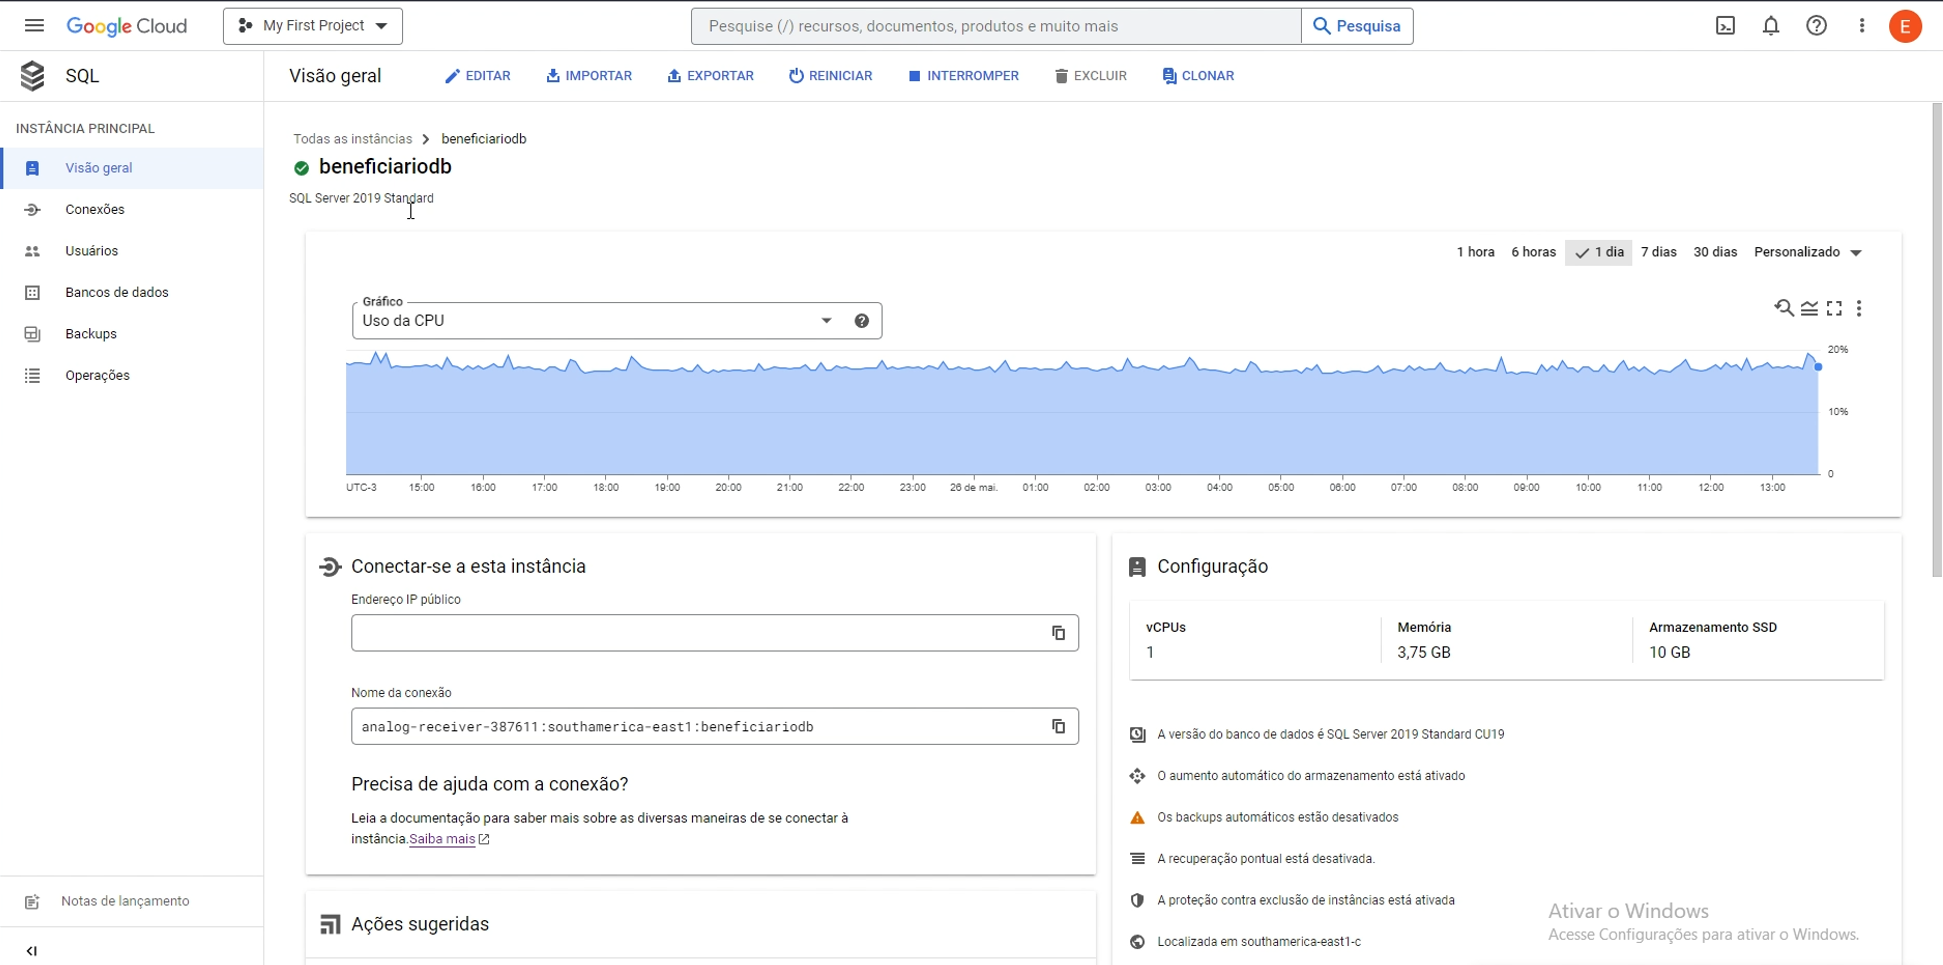 Google Cloud
My First Project
Pesquise (/) recursos, documentos, produtos e muito mais
Pesquisa
E
SQL
Visão geral
EDITAR
IMPORTAR
EXPORTAR
REINICIAR
INTERROMPER
EXCLUIR
CLONAR
INSTÂNCIA PRINCIPAL
Visão geral
Conexões
Usuários
Bancos de dados
Backups
Operações
Notas de lançamento
Todas as instâncias
beneficiariodb
beneficiariodb
SQL Server 2019 Standard
1 hora
6 horas
1 dia
7 dias
30 dias
Personalizado
Gráfico
Uso da CPU
20%
10%
0
UTC-3
15:00
16:00
17:00
18:00
19:00
20:00
21:00
22:00
23:00
26 de mai.
01:00
02:00
03:00
04:00
05:00
06:00
07:00
08:00
09:00
10:00
11:00
12:00
13:00
Conectar-se a esta instância
Endereço IP público
Nome da conexão
analog-receiver-387611:southamerica-east1:beneficiariodb
Precisa de ajuda com a conexão?
Leia a documentação para saber mais sobre as diversas maneiras de se conectar à
instância.Saiba mais
Ações sugeridas
Configuração
vCPUs
1
Memória
3,75 GB
Armazenamento SSD
10 GB
A versão do banco de dados é SQL Server 2019 Standard CU19
O aumento automático do armazenamento está ativado
Os backups automáticos estão desativados
A recuperação pontual está desativada.
A proteção contra exclusão de instâncias está ativada
Localizada em southamerica-east1-c
Ativar o Windows
Acesse Configurações para ativar o Windows.